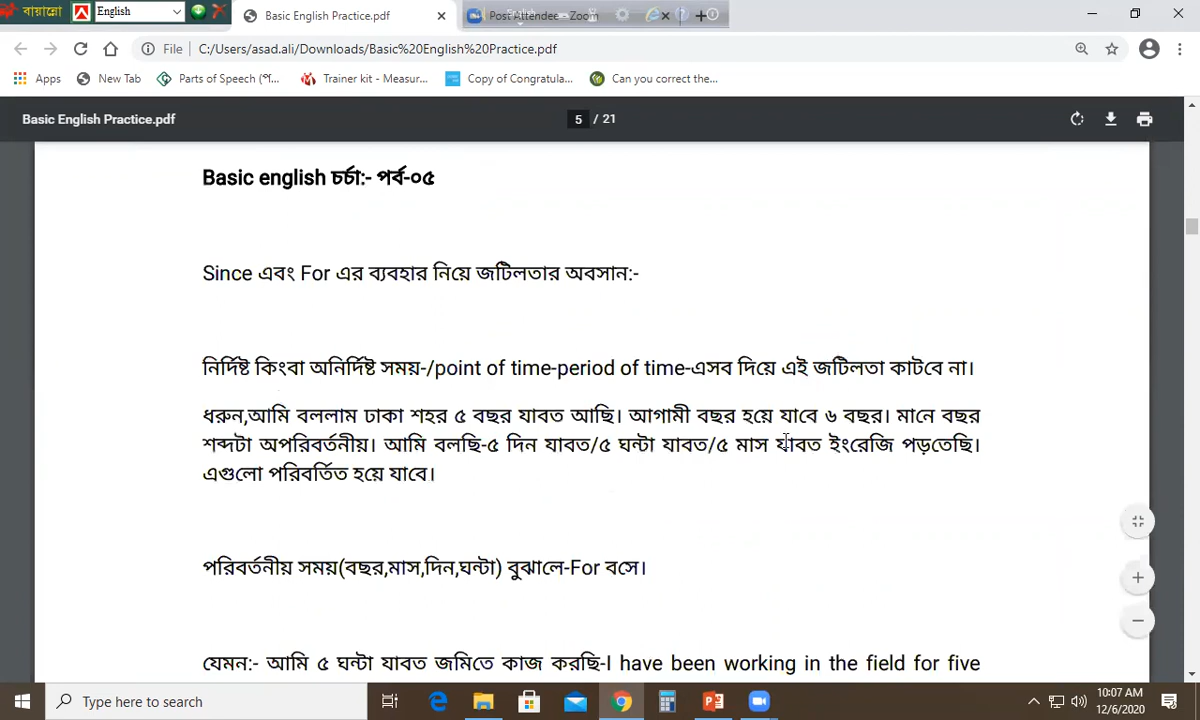 বায়ান্নো English Basic English Practice.pdf Post Attendee - Zoom
File C:/Users/asad.ali/Downloads/Basic%20English%20Practice.pdf
Apps New Tab Parts of Speech (প... Trainer kit - Measur... Copy of Congratula... Can you correct the...
Basic English Practice.pdf 5 / 21
Basic english চর্চা:- পর্ব-০৫
Since এবং For এর ব্যবহার নিয়ে জটিলতার অবসান:-
নির্দিষ্ট কিংবা অনির্দিষ্ট সময়-/point of time-period of time-এসব দিয়ে এই জটিলতা কাটবে না।
ধরুন,আমি বললাম ঢাকা শহর ৫ বছর যাবত আছি। আগামী বছর হয়ে যাবে ৬ বছর। মানে বছর
শব্দটা অপরিবর্তনীয়। আমি বলছি-৫ দিন যাবত/৫ ঘন্টা যাবত/৫ মাস যাবত ইংরেজি পড়তেছি।
এগুলো পরিবর্তিত হয়ে যাবে।
পরিবর্তনীয় সময়(বছর,মাস,দিন,ঘন্টা) বুঝালে-For বসে।
যেমন:- আমি ৫ ঘন্টা যাবত জমিতে কাজ করছি-I have been working in the field for five
Type here to search
10:07 AM
12/6/2020